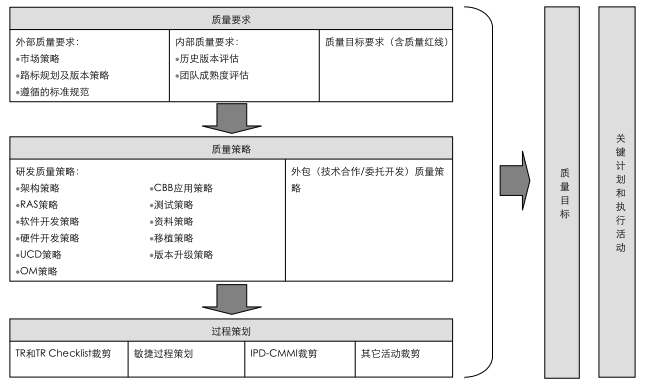 质量要求
外部质量要求：
•市场策略
•路标规划及版本策略
•遵循的标准规范
内部质量要求：
•历史版本评估
•团队成熟度评估
质量目标要求（含质量红线）
质量策略
研发质量策略：
•架构策略
•RAS策略
•软件开发策略
•硬件开发策略
•UCD策略
•OM策略
•CBB应用策略
•测试策略
•资料策略
•移植策略
•版本升级策略
外包（技术合作/委托开发）质量策
略
过程策划
TR和TR Checklist裁剪
敏捷过程策划
IPD-CMMI裁剪
其它活动裁剪
质量目标
关键计划和执行活动